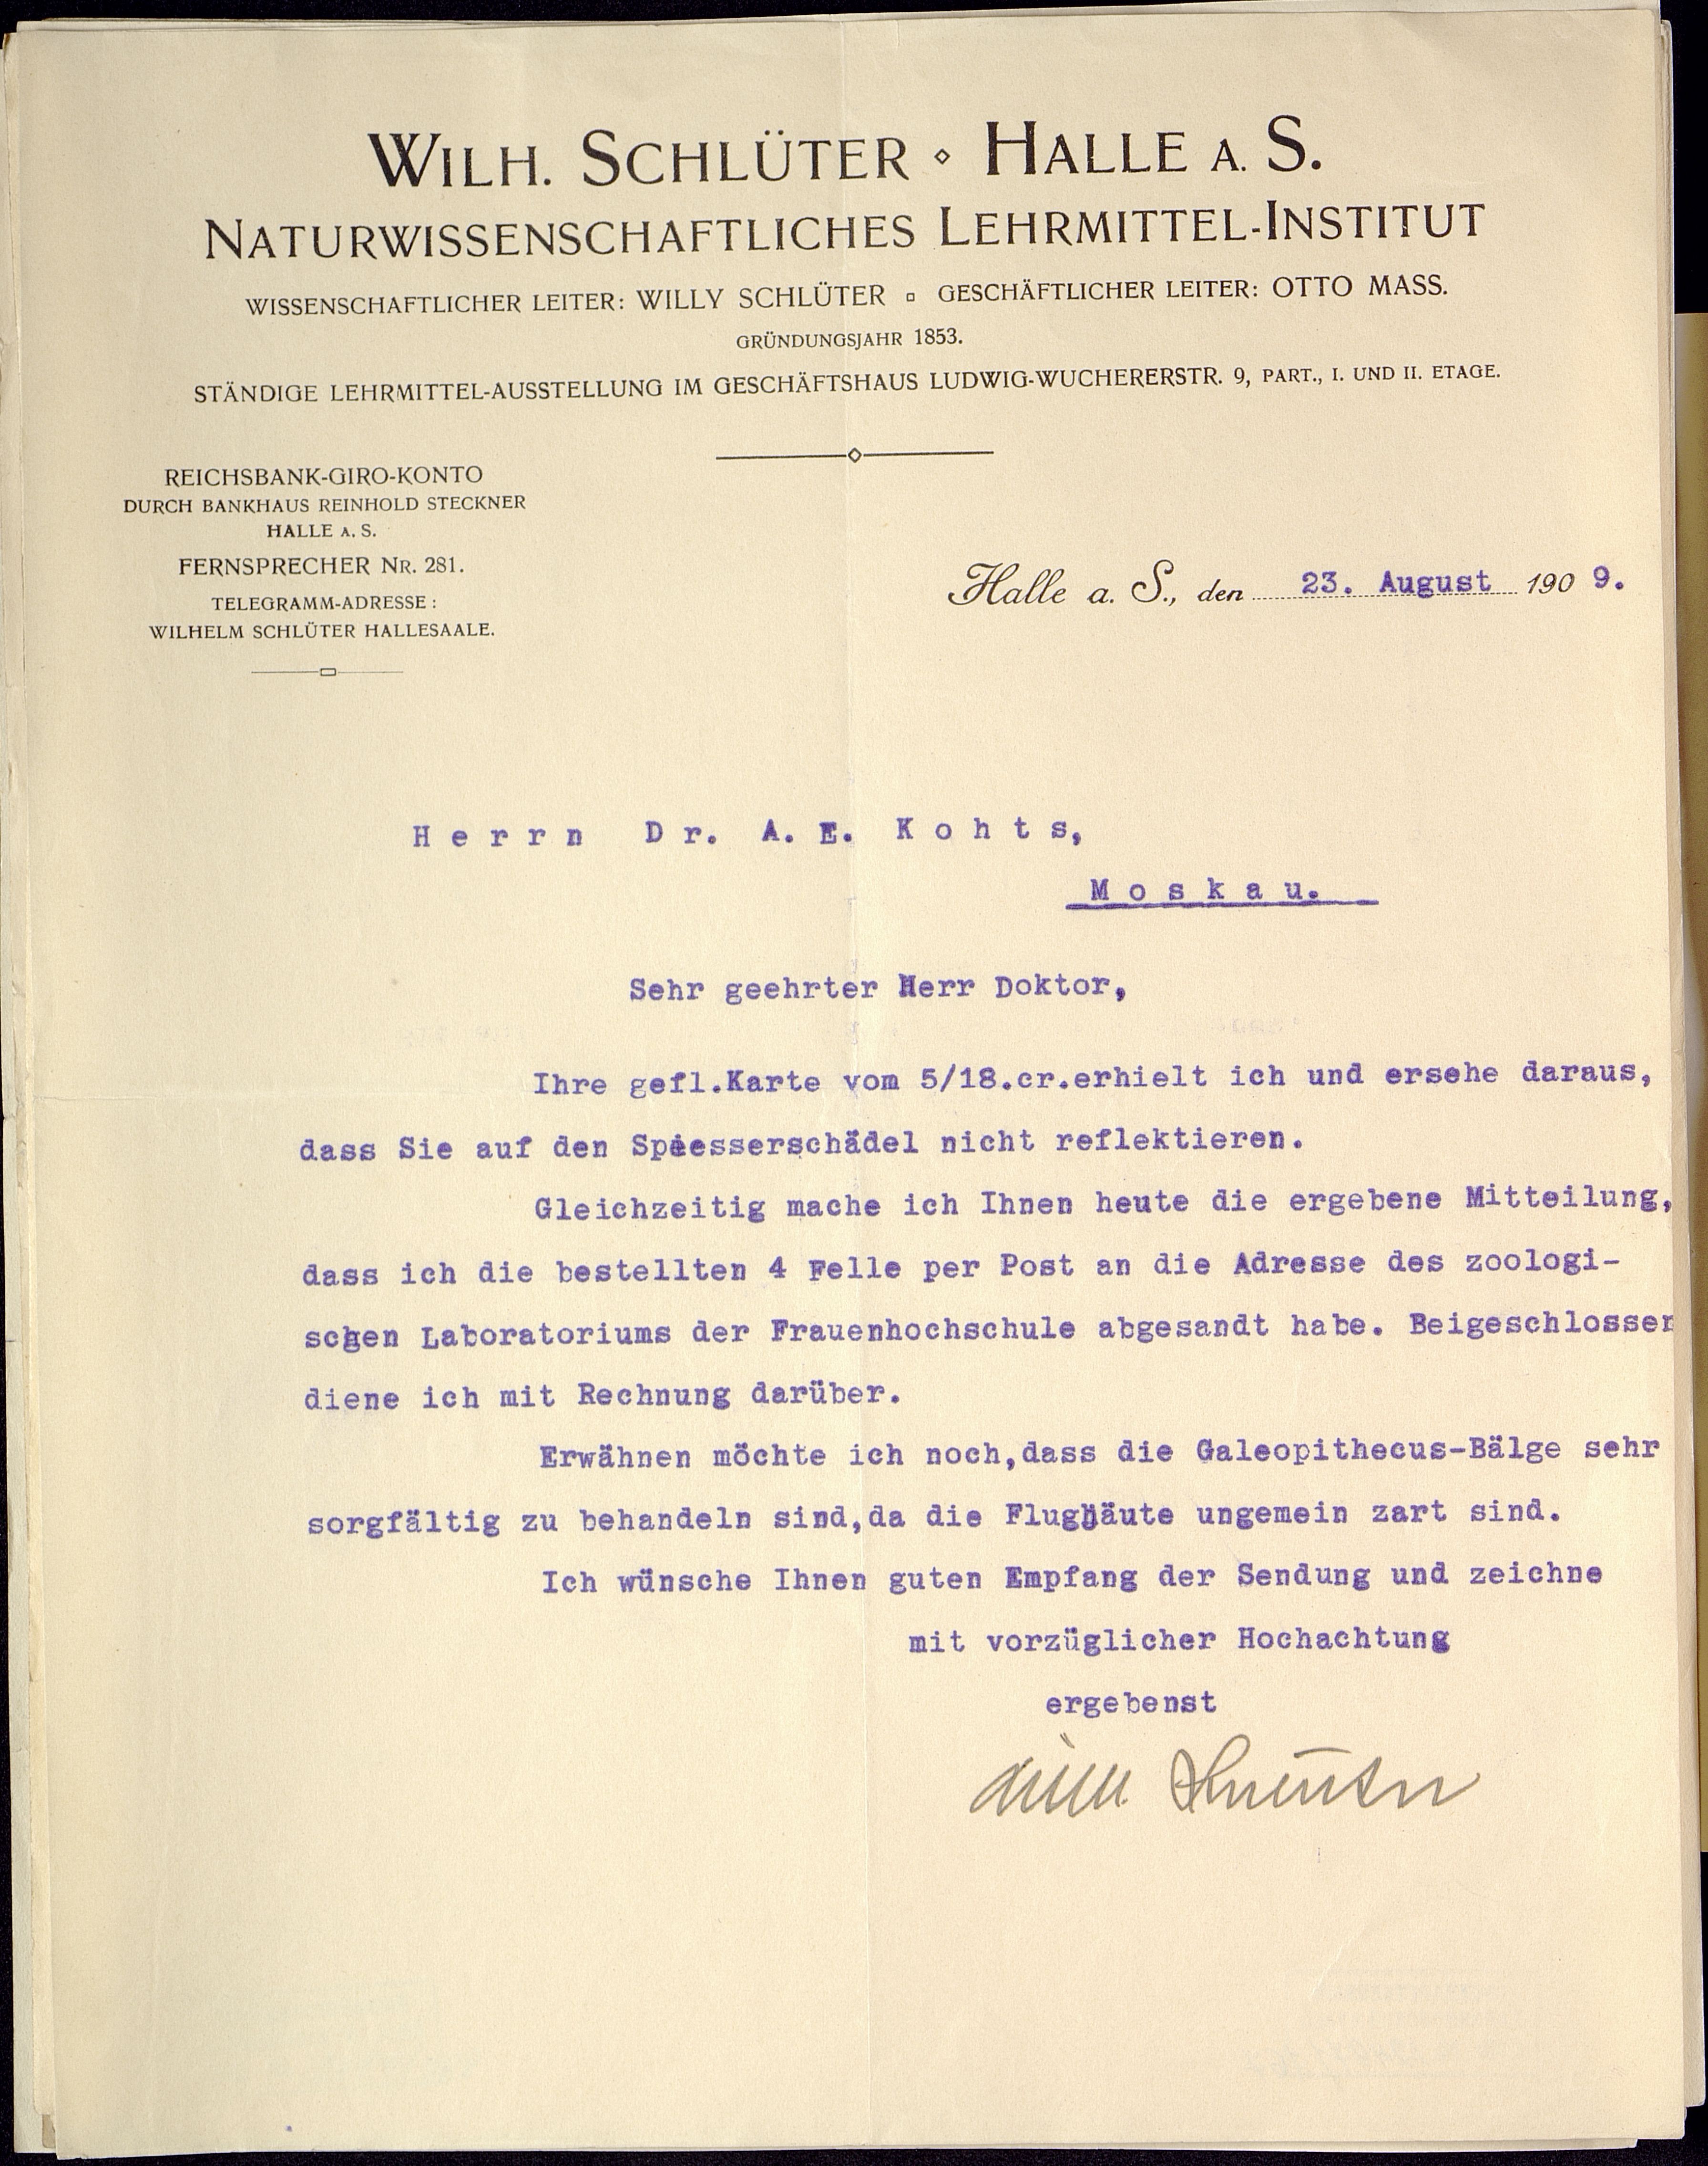 WILH. SCHLÜTER ◦ HALLE A. S.
NATURWISSENSCHAFTLICHES LEHRMITTEL-INSTITUT
WISSENSCHAFTLICHER LEITER: WILLY SCHLÜTER ▫ GESCHÄFTLICHER LEITER: OTTO MASS.
GRÜNDUNGSJAHR 1853.
STÄNDIGE LEHRMITTEL-AUSSTELLUNG IM GESCHÄFTSHAUS LUDWIG-WUCHERERSTR. 9, PART., I. UND II. ETAGE.
REICHSBANK-GIRO-KONTO
DURCH BANKHAUS REINHOLD STECKNER
HALLE A. S.
FERNSPRECHER NR. 281.
TELEGRAMM-ADRESSE:
WILHELM SCHLÜTER HALLESAALE.
Halle a. S., den 23. August 1909.
Herrn Dr. A. E. Kohts,
Moskau.
Sehr geehrter Herr Doktor,
Ihre gefl.Karte vom 5/18.cr.erhielt ich und ersehe daraus,
dass Sie auf den Spiesserschädel nicht reflektieren.
Gleichzeitig mache ich Ihnen heute die ergebene Mitteilung,
dass ich die bestellten 4 Felle per Post an die Adresse des zoologi-
schen Laboratoriums der Frauenhochschule abgesandt habe. Beigeschlossen
diene ich mit Rechnung darüber.
Erwähnen möchte ich noch,dass die Galeopithecus-Bälge sehr
sorgfältig zu behandeln sind,da die Flughäute ungemein zart sind.
Ich wünsche Ihnen guten Empfang der Sendung und zeichne
mit vorzüglicher Hochachtung
ergebenst
Wilh. Schlüter